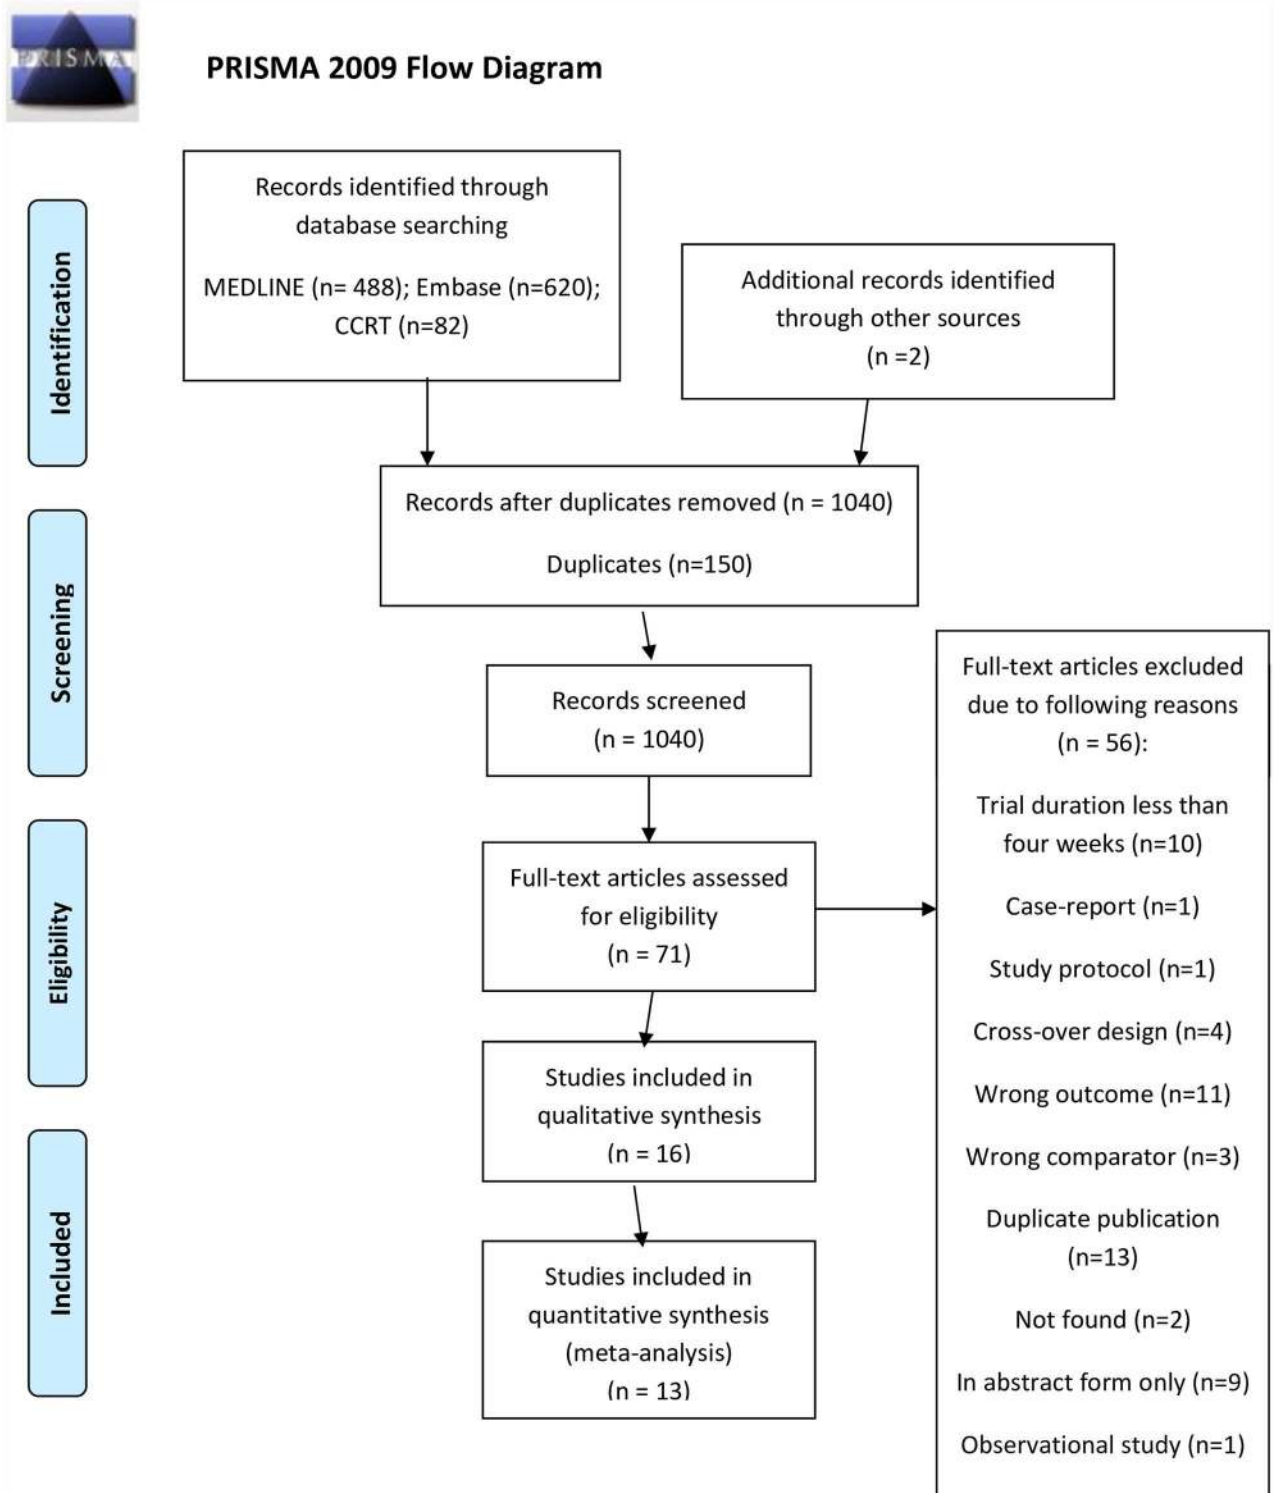 PRISMA
PRISMA 2009 Flow Diagram
Identification
Screening
Eligibility
Included
Records identified through
database searching
MEDLINE (n= 488); Embase (n=620);
CCRT (n=82)
Additional records identified
through other sources
(n =2)
Records after duplicates removed (n = 1040)
Duplicates (n=150)
Records screened
(n = 1040)
Full-text articles assessed
for eligibility
(n = 71)
Studies included in
qualitative synthesis
(n = 16)
Studies included in
quantitative synthesis
(meta-analysis)
(n = 13)
Full-text articles excluded
due to following reasons
(n = 56):
Trial duration less than
four weeks (n=10)
Case-report (n=1)
Study protocol (n=1)
Cross-over design (n=4)
Wrong outcome (n=11)
Wrong comparator (n=3)
Duplicate publication
(n=13)
Not found (n=2)
In abstract form only (n=9)
Observational study (n=1)